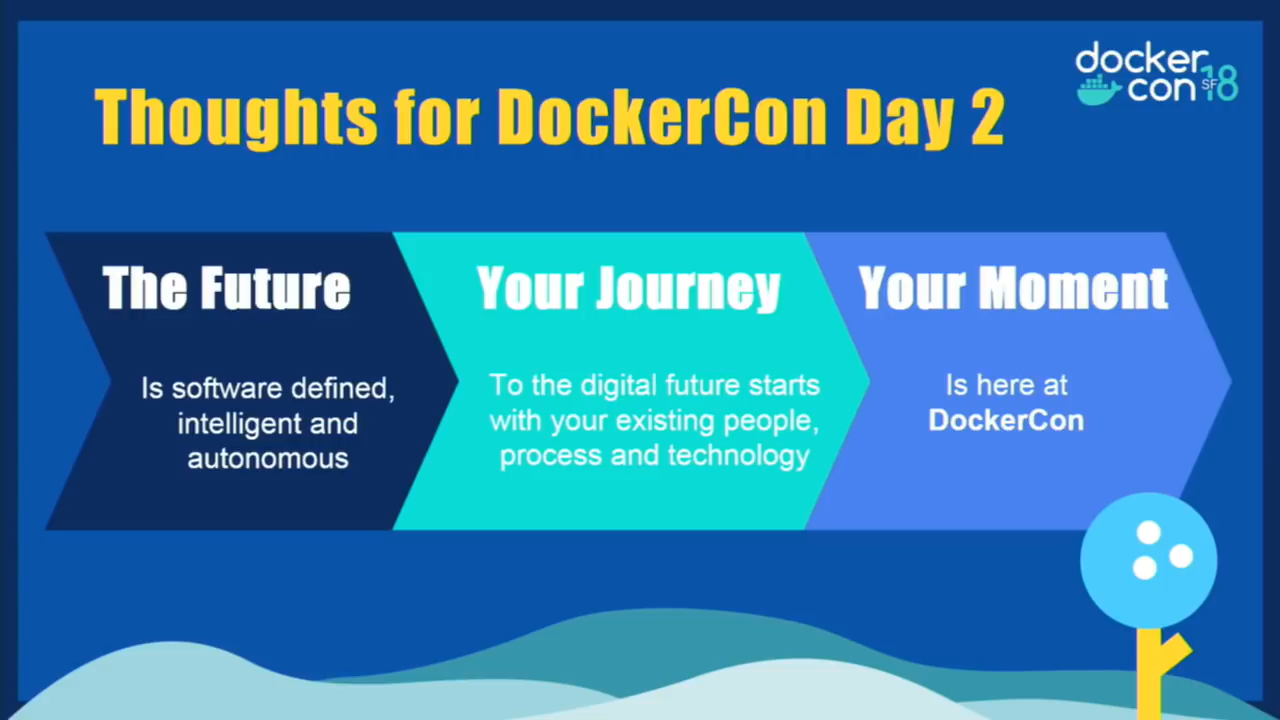 docker
con SF 18
Thoughts for DockerCon Day 2
The Future
Is software defined,
intelligent and
autonomous
Your Journey
To the digital future starts
with your existing people,
process and technology
Your Moment
Is here at
DockerCon